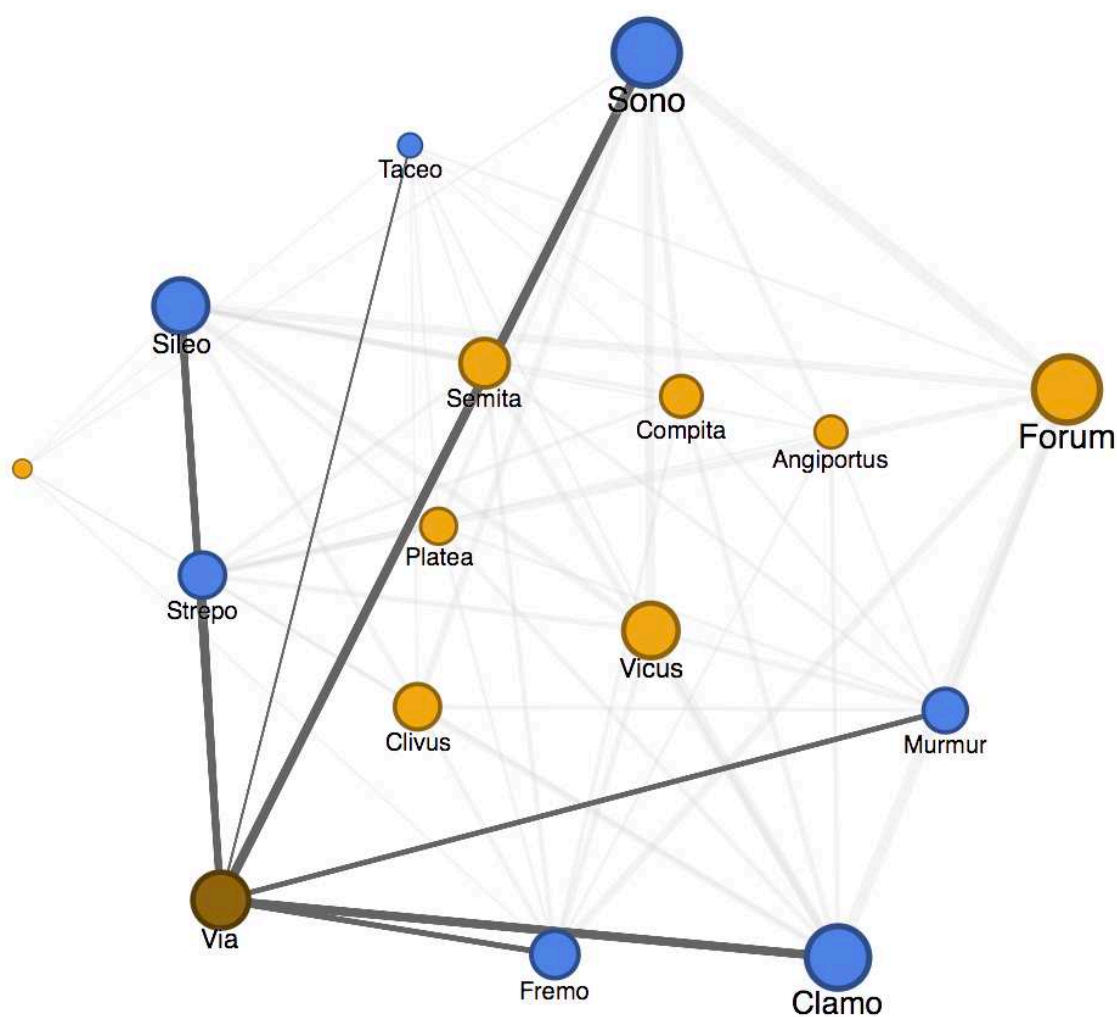 Sono
Taceo
Sileo
Semita
Compita
Forum
Angiportus
Platea
Strepo
Vicus
Clivus
Murmur
Via
Fremo
Clamo